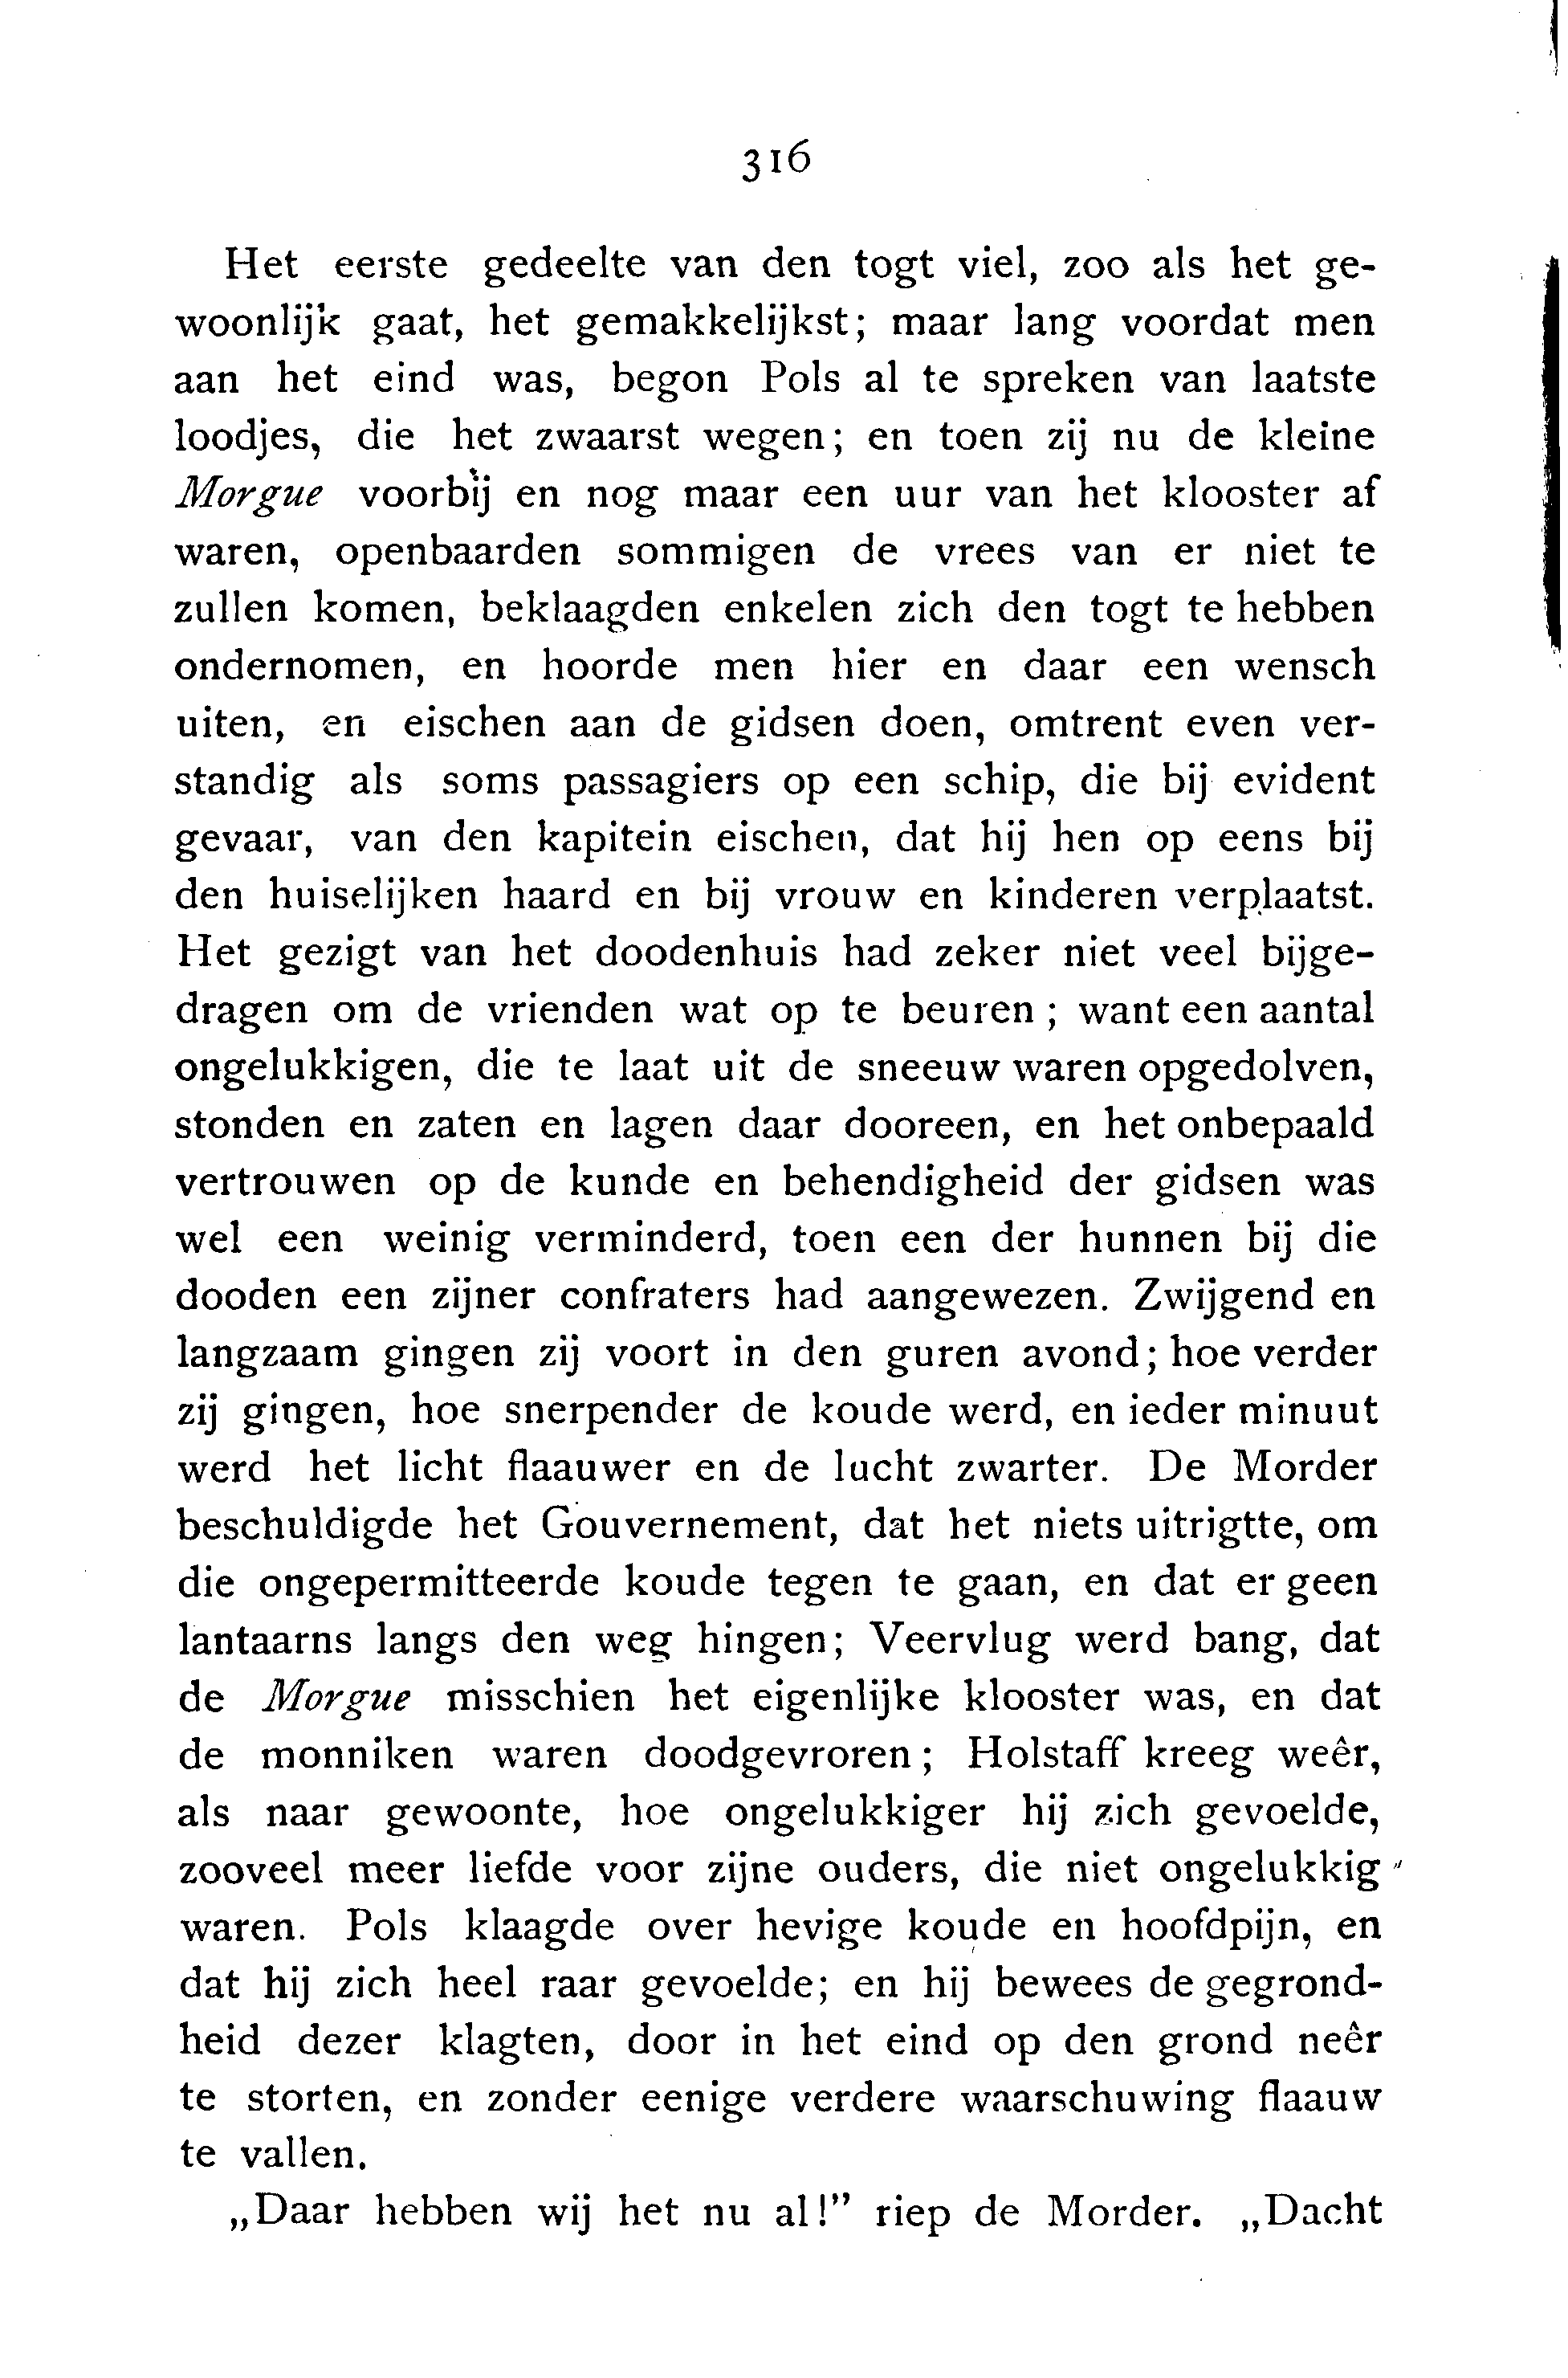 316
Het eerste gedeelte van den togt viel, zoo als het ge-
woonlijk gaat, het gemakkelijkst; maar lang voordat men
aan het eind was, begon Pols al te spreken van laatste
loodjes, die het zwaarst wegen; en toen zij nu de kleine
Morgue voorbij en nog maar een uur van het klooster af
waren, openbaarden sommigen de vrees van er niet te
zullen komen, beklaagden enkelen zich den togt te hebben
ondernomen, en hoorde men hier en daar een wensch
uiten, en eischen aan de gidsen doen, omtrent even ver-
standig als soms passagiers op een schip, die bij evident
gevaar, van den kapitein eischen, dat hij hen op eens bij
den huiselijken haard en bij vrouw en kinderen verplaatst.
Het gezigt van het doodenhuis had zeker niet veel bijge-
dragen om de vrienden wat op te beuren; want een aantal
ongelukkigen, die te laat uit de sneeuw waren opgedolven,
stonden en zaten en lagen daar dooreen, en het onbepaald
vertrouwen op de kunde en behendigheid der gidsen was
wel een weinig verminderd, toen een der hunnen bij die
dooden een zijner confraters had aangewezen. Zwijgend en
langzaam gingen zij voort in den guren avond; hoe verder
zij gingen, hoe snerpender de koude werd, en ieder minuut
werd het licht flaauwer en de lucht zwarter. De Morder
beschuldigde het Gouvernement, dat het niets uitrigtte, om
die ongepermitteerde koude tegen te gaan, en dat er geen
lantaarns langs den weg hingen; Veervlug werd bang, dat
de Morgue misschien het eigenlijke klooster was, en dat
de monniken waren doodgevroren; Holstaff kreeg weêr,
als naar gewoonte, hoe ongelukkiger hij zich gevoelde,
zooveel meer liefde voor zijne ouders, die niet ongelukkig
waren. Pols klaagde over hevige koude en hoofdpijn, en
dat hij zich heel raar gevoelde; en hij bewees de gegrond-
heid dezer klagten, door in het eind op den grond neêr
te storten, en zonder eenige verdere waarschuwing flaauw
te vallen.
„Daar hebben wij het nu al!” riep de Morder. „Dacht